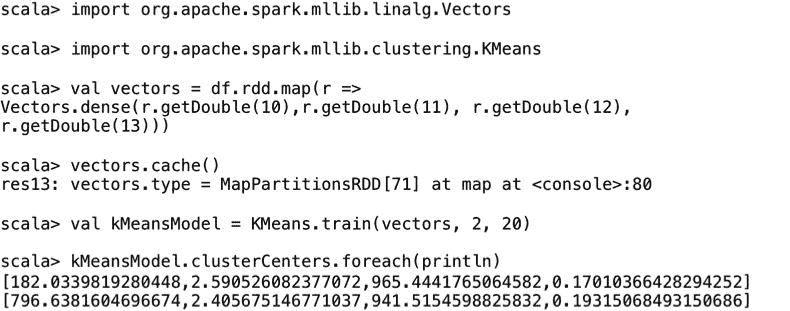 scala> import org.apache.spark.mllib.linalg.Vectors
scala> import org.apache.spark.mllib.clustering.KMeans
scala> val vectors = df.rdd.map(r =>
Vectors.dense(r.getDouble(10),r.getDouble(11), r.getDouble(12),
r.getDouble(13)))
scala> vectors.cache()
res13: vectors.type = MapPartitionsRDD[71] at map at <console>:80
scala> val kMeansModel = KMeans.train(vectors, 2, 20)
scala> kMeansModel.clusterCenters.foreach(println)
[182.0339819280448,2.590526082377072,965.4441765064582,0.17010366428294252]
[796.6381604696674,2.405675146771037,941.5154598825832,0.19315068493150686]